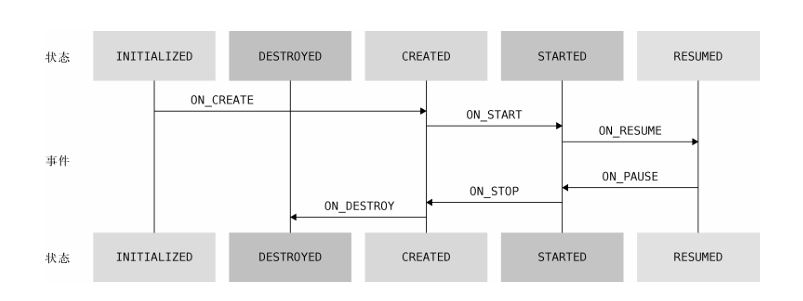 状态 INITIALIZED DESTROYED CREATED STARTED RESUMED
ON_CREATE
ON_START
ON_RESUME
事件
ON_PAUSE
ON_STOP
ON_DESTROY
状态 INITIALIZED DESTROYED CREATED STARTED RESUMED